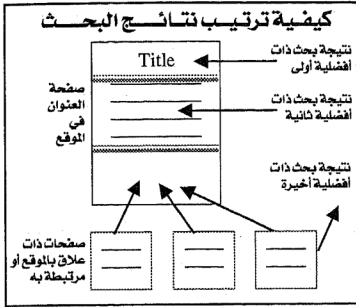 كيفية ترتيب نتائج البحث
Title
نتيجة بحث ذات
أفضلية أولى
صفحة
العنوان
في
الموقع
نتيجة بحث ذات
أفضلية ثانية
نتيجة بحث ذات
أفضلية أخيرة
صفحات ذات
علاق بالموقع أو
مرتبطة به